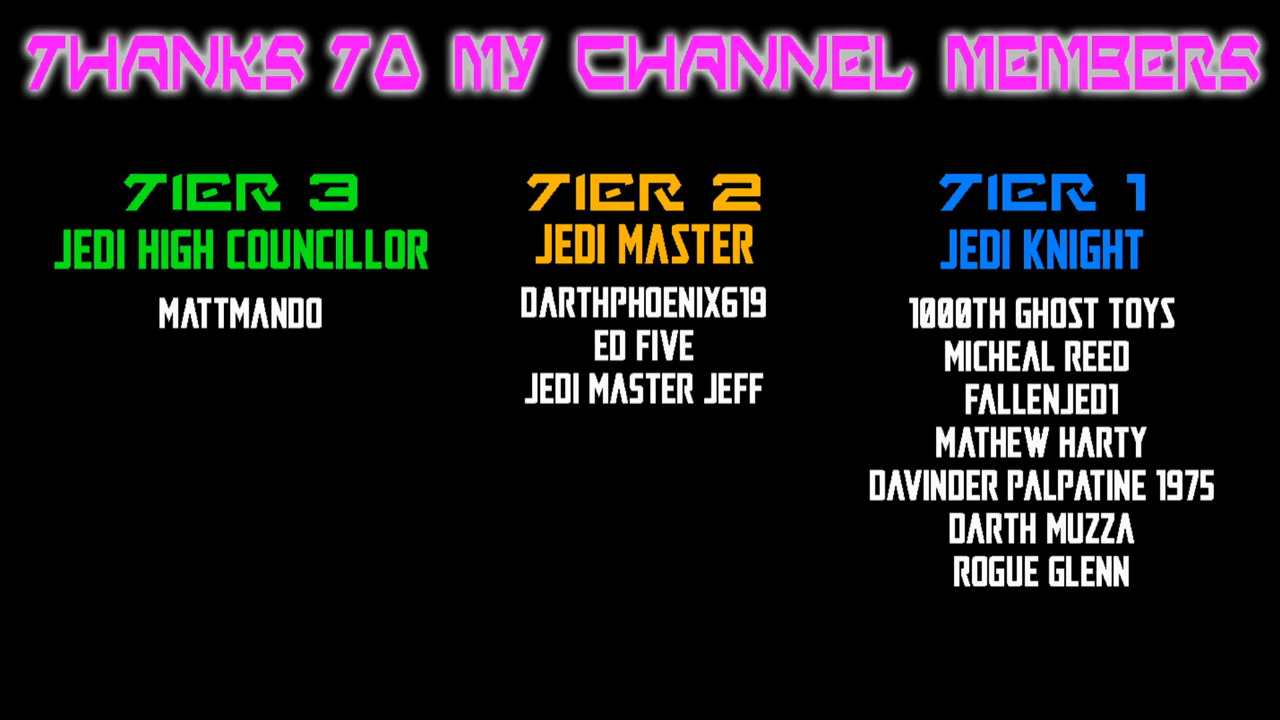 THANKS TO MY CHANNEL MEMBERS
TIER 3
JEDI HIGH COUNCILLOR
MATTMANDO
TIER 2
JEDI MASTER
DARTHPHOENIX619
ED FIVE
JEDI MASTER JEFF
TIER 1
JEDI KNIGHT
1000TH GHOST TOYS
MICHEAL REED
FALLENJED1
MATHEW HARTY
DAVINDER PALPATINE 1975
DARTH MUZZA
ROGUE GLENN